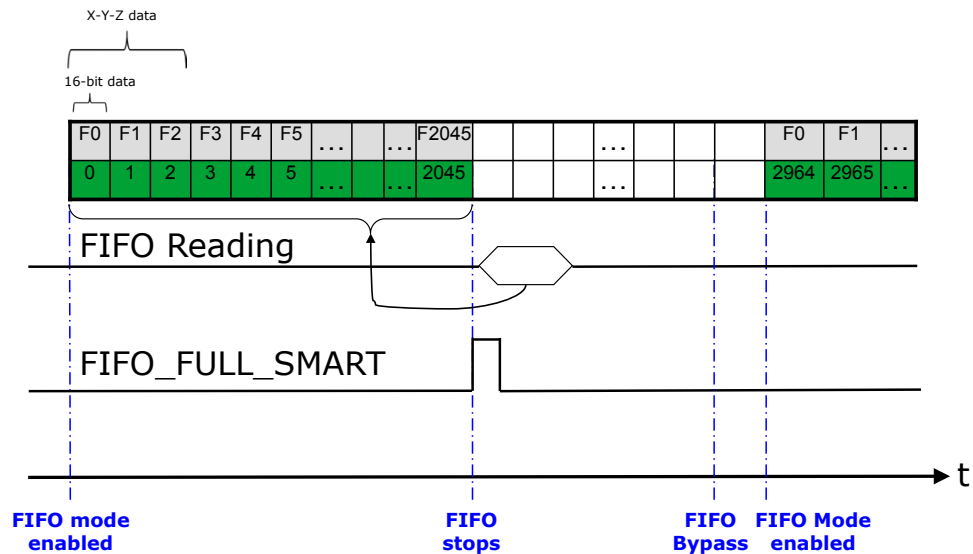 X-Y-Z data
16-bit data
F0 F1 F2 F3 F4 F5 ... ... F2045 ... F0 F1 ...
0 1 2 3 4 5 ... ... 2045 ... 2964 2965 ...
FIFO Reading
FIFO_FULL_SMART
t
FIFO mode enabled
FIFO stops
FIFO Bypass
FIFO Mode enabled